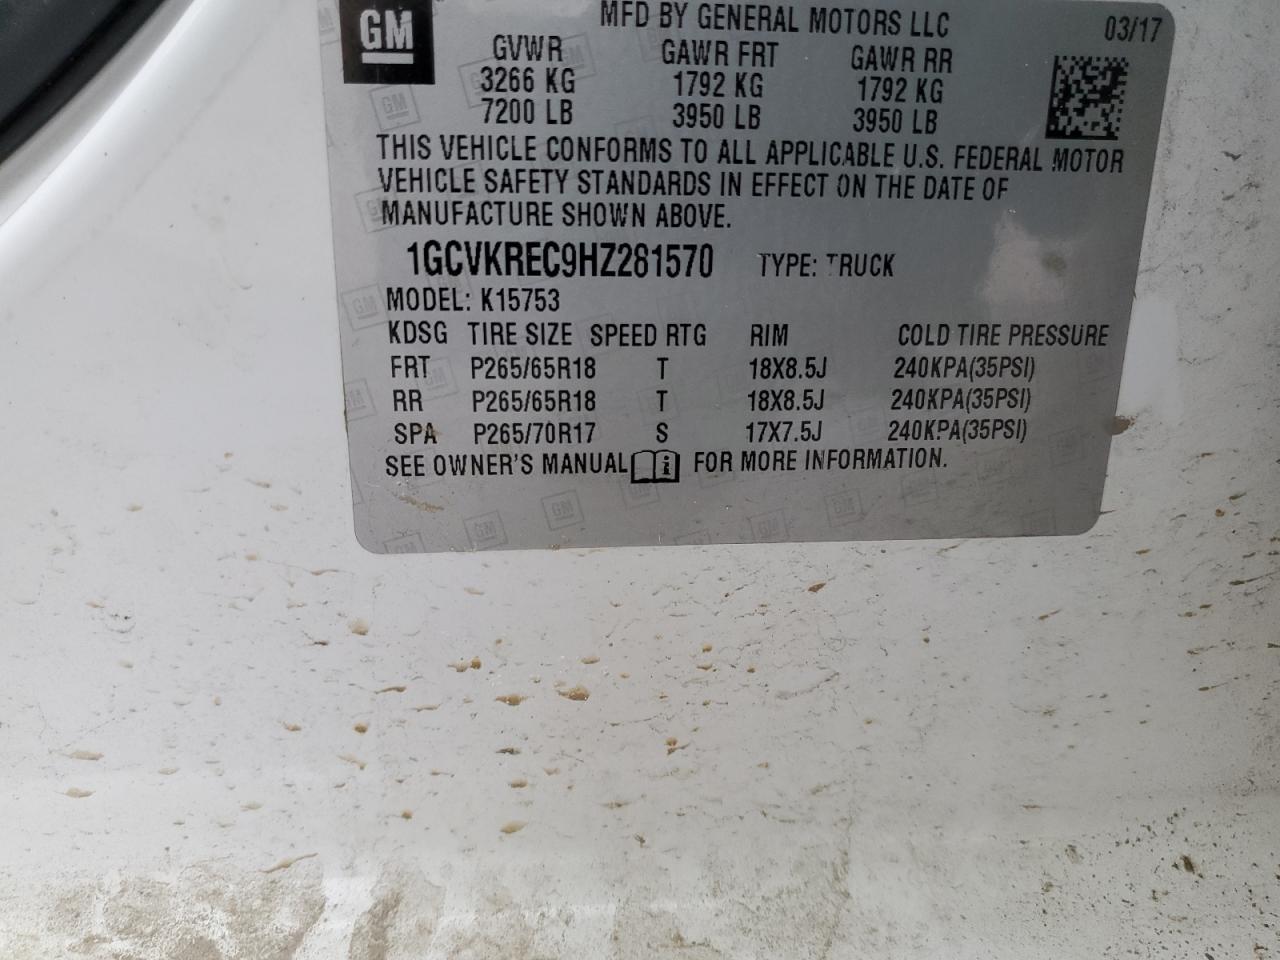 GM
MFD BY GENERAL MOTORS LLC 03/17
GVWR GAWR FRT GAWR RR
3266 KG 1792 KG 1792 KG
7200 LB 3950 LB 3950 LB
THIS VEHICLE CONFORMS TO ALL APPLICABLE U.S. FEDERAL MOTOR
VEHICLE SAFETY STANDARDS IN EFFECT ON THE DATE OF
MANUFACTURE SHOWN ABOVE.
1GCVKREC9HZ281570 TYPE: TRUCK
MODEL: K15753
KDSG TIRE SIZE SPEED RTG RIM COLD TIRE PRESSURE
FRT P265/65R18 T 18X8.5J 240KPA(35PSI)
RR P265/65R18 T 18X8.5J 240KPA(35PSI)
SPA P265/70R17 S 17X7.5J 240KPA(35PSI)
SEE OWNER'S MANUAL FOR MORE INFORMATION.